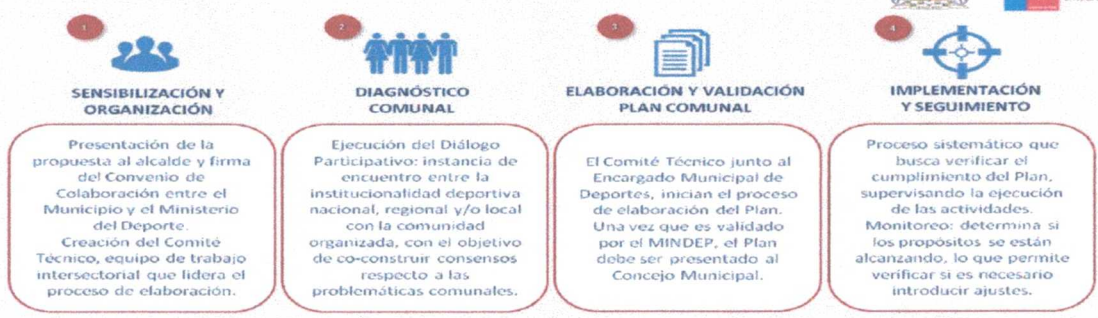 1
SENSIBILIZACIÓN Y
ORGANIZACIÓN
Presentación de la
propuesta al alcalde y firma
del Convenio de
Colaboración entre el
Municipio y el Ministerio
del Deporte.
Creación del Comité
Técnico, equipo de trabajo
intersectorial que lidera el
proceso de elaboración.
2
DIAGNÓSTICO
COMUNAL
Ejecución del Diálogo
Participativo: instancia de
encuentro entre la
institucionalidad deportiva
nacional, regional y/o local
con la comunidad
organizada, con el objetivo
de co-construir consensos
respecto a las
problemáticas comunales.
3
ELABORACIÓN Y VALIDACIÓN
PLAN COMUNAL
El Comité Técnico junto al
Encargado Municipal de
Deportes, inician el proceso
de elaboración del Plan.
Una vez que es validado
por el MINDEP, el Plan
debe ser presentado al
Concejo Municipal.
4
IMPLEMENTACIÓN
Y SEGUIMIENTO
Proceso sistemático que
busca verificar el
cumplimiento del Plan,
supervisando la ejecución
de las actividades.
Monitoreo: determina si
los propósitos se están
alcanzando, lo que permite
verificar si es necesario
introducir ajustes.